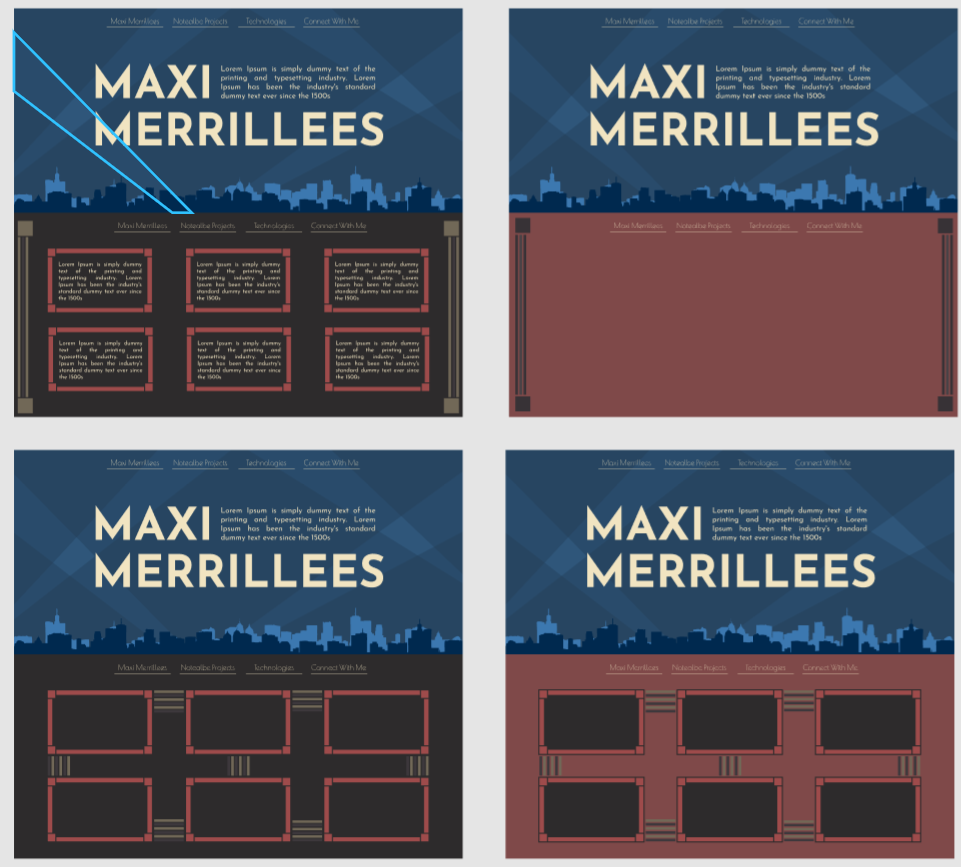 Maxi Merrillees Notealbe Projects Technologies Connect With Me
MAXI
Lorem Ipsum is simply dummy text of the
printing and typesetting industry. Lorem
Ipsum has been the industry's standard
dummy text ever since the 1500s
MERRILLEES
Maxi Merrillees Notealbe Projects Technologies Connect With Me
Lorem Ipsum is simply dummy
text of the printing and
typesetting industry. Lorem
Ipsum has been the industry's
standard dummy text ever since
the 1500s
Lorem Ipsum is simply dummy
text of the printing and
typesetting industry. Lorem
Ipsum has been the industry's
standard dummy text ever since
the 1500s
Lorem Ipsum is simply dummy
text of the printing and
typesetting industry. Lorem
Ipsum has been the industry's
standard dummy text ever since
the 1500s
Lorem Ipsum is simply dummy
text of the printing and
typesetting industry. Lorem
Ipsum has been the industry's
standard dummy text ever since
the 1500s
Lorem Ipsum is simply dummy
text of the printing and
typesetting industry. Lorem
Ipsum has been the industry's
standard dummy text ever since
the 1500s
Lorem Ipsum is simply dummy
text of the printing and
typesetting industry. Lorem
Ipsum has been the industry's
standard dummy text ever since
the 1500s
Maxi Merrillees Notealbe Projects Technologies Connect With Me
MAXI
Lorem Ipsum is simply dummy text of the
printing and typesetting industry. Lorem
Ipsum has been the industry's standard
dummy text ever since the 1500s
MERRILLEES
Maxi Merrillees Notealbe Projects Technologies Connect With Me
Maxi Merrillees Notealbe Projects Technologies Connect With Me
MAXI
Lorem Ipsum is simply dummy text of the
printing and typesetting industry. Lorem
Ipsum has been the industry's standard
dummy text ever since the 1500s
MERRILLEES
Maxi Merrillees Notealbe Projects Technologies Connect With Me
Maxi Merrillees Notealbe Projects Technologies Connect With Me
MAXI
Lorem Ipsum is simply dummy text of the
printing and typesetting industry. Lorem
Ipsum has been the industry's standard
dummy text ever since the 1500s
MERRILLEES
Maxi Merrillees Notealbe Projects Technologies Connect With Me